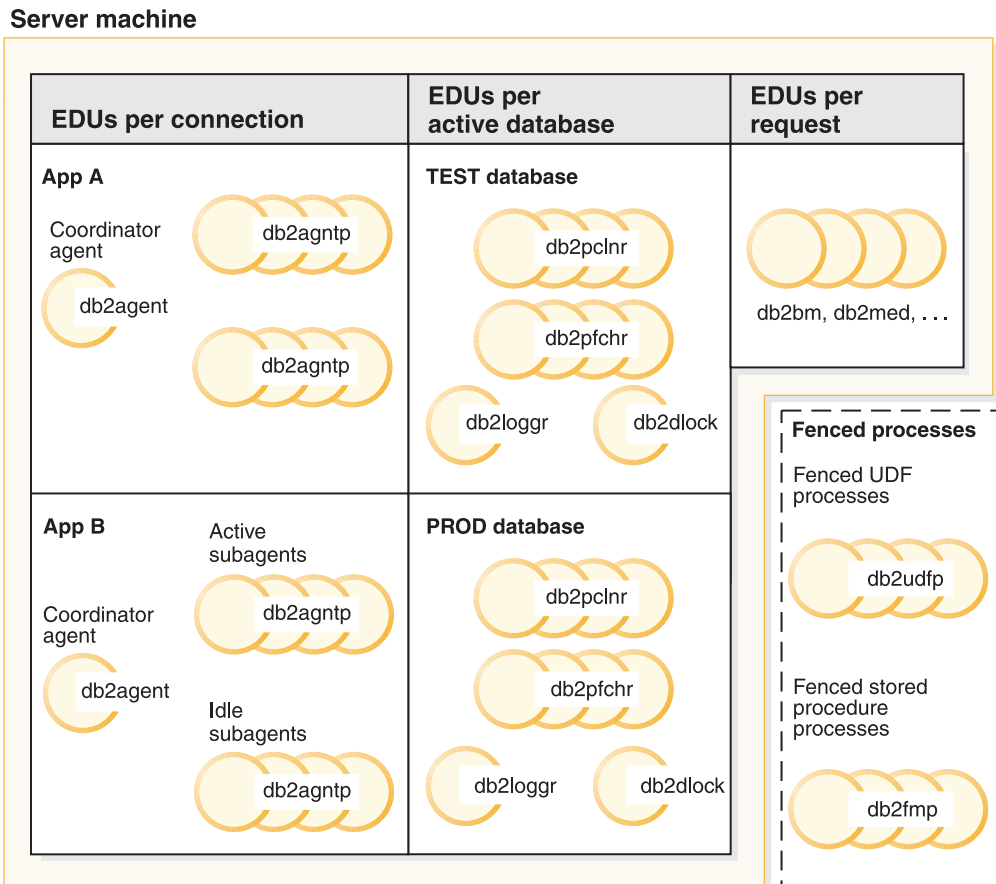 Server machine
EDUs per connection
EDUs per
active database
EDUs per
request
App A
Coordinator
agent
db2agent
db2agntp
db2agntp
TEST database
db2pclnr
db2pfchr
db2loggr
db2dlock
db2bm, db2med, . . .
App B
Coordinator
agent
db2agent
Active
subagents
db2agntp
Idle
subagents
db2agntp
PROD database
db2pclnr
db2pfchr
db2loggr
db2dlock
Fenced processes
Fenced UDF
processes
db2udfp
Fenced stored
procedure
processes
db2fmp